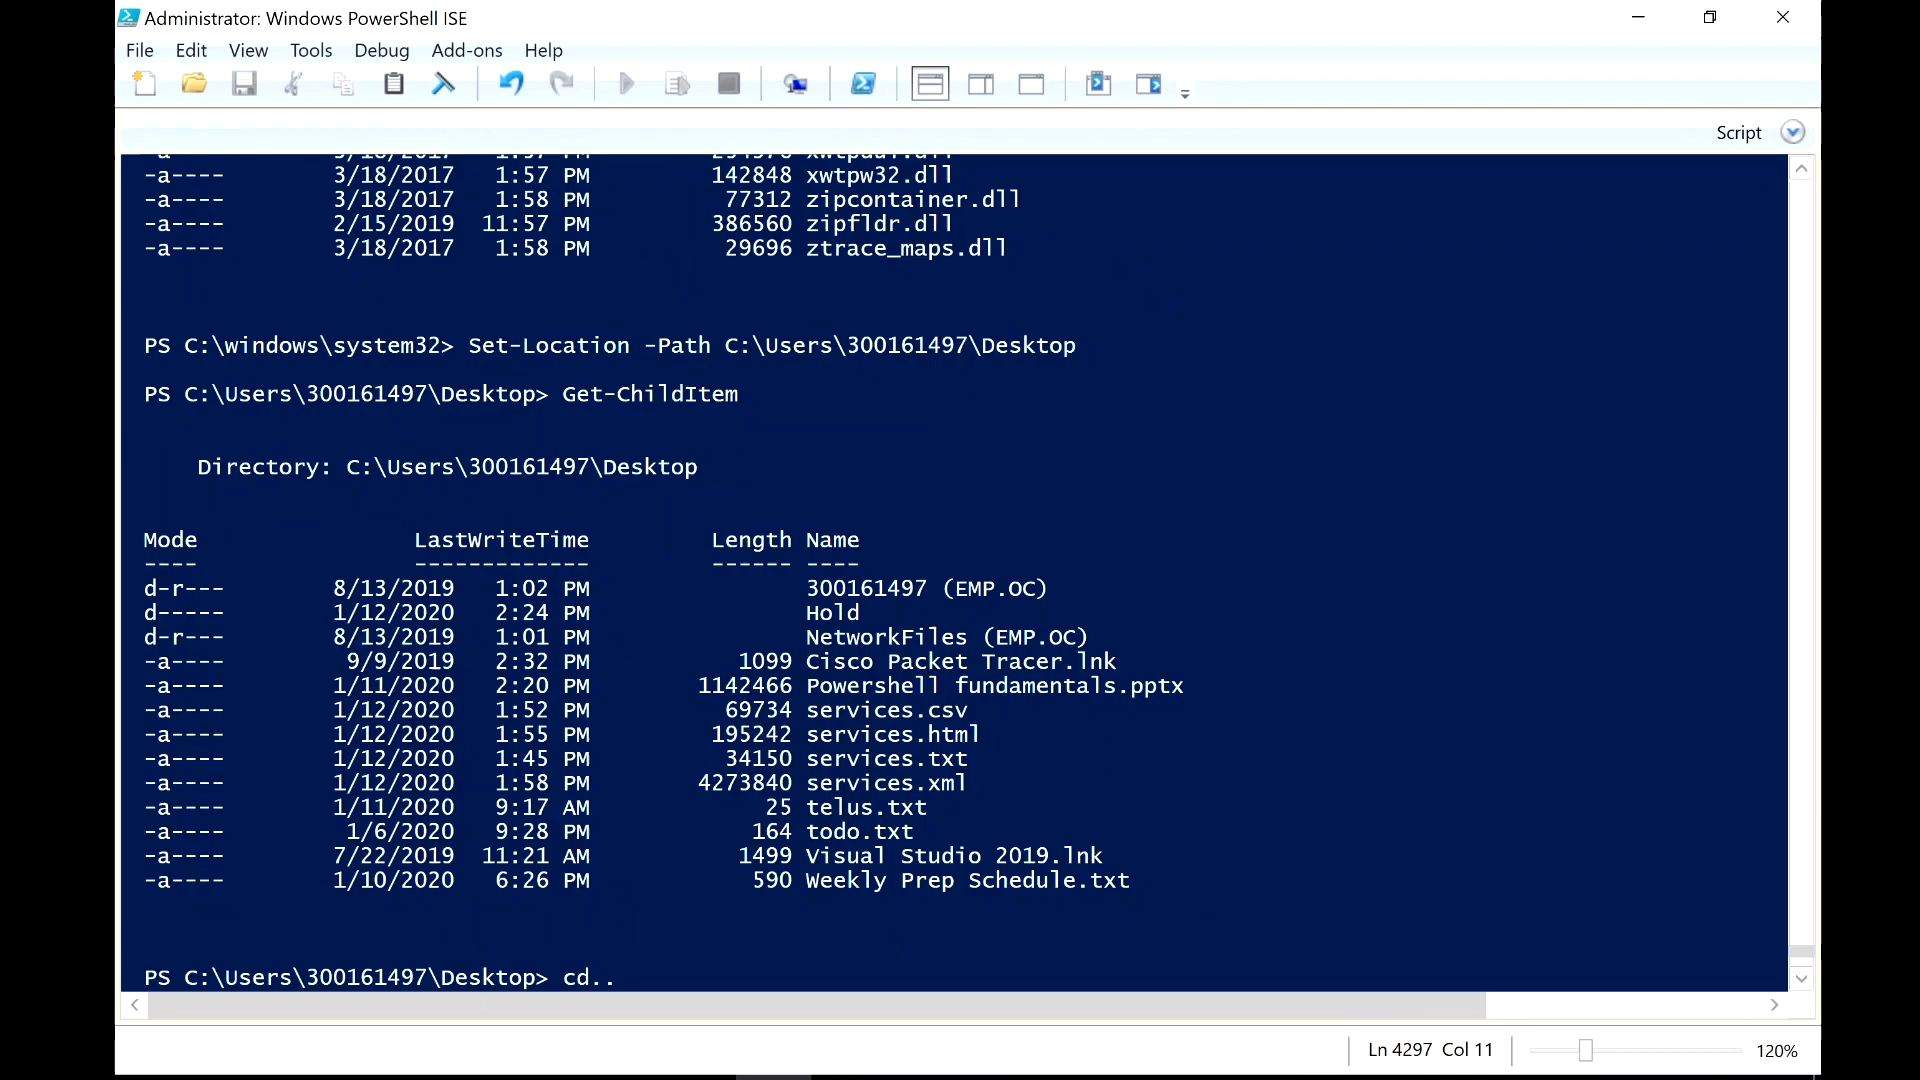 Administrator: Windows PowerShell ISE
File Edit View Tools Debug Add-ons Help
Script
-a---- 3/18/2017 1:57 PM xwtpdui.dll
-a---- 3/18/2017 1:57 PM 142848 xwtpw32.dll
-a---- 3/18/2017 1:58 PM 77312 zipcontainer.dll
-a---- 2/15/2019 11:57 PM 386560 zipfldr.dll
-a---- 3/18/2017 1:58 PM 29696 ztrace_maps.dll
PS C:\windows\system32> Set-Location -Path C:\Users\300161497\Desktop
PS C:\Users\300161497\Desktop> Get-ChildItem
Directory: C:\Users\300161497\Desktop
Mode LastWriteTime Length Name
---- ------------- ------ ----
d-r--- 8/13/2019 1:02 PM 300161497 (EMP.OC)
d----- 1/12/2020 2:24 PM Hold
d-r--- 8/13/2019 1:01 PM NetworkFiles (EMP.OC)
-a---- 9/9/2019 2:32 PM 1099 Cisco Packet Tracer.lnk
-a---- 1/11/2020 2:20 PM 1142466 Powershell fundamentals.pptx
-a---- 1/12/2020 1:52 PM 69734 services.csv
-a---- 1/12/2020 1:55 PM 195242 services.html
-a---- 1/12/2020 1:45 PM 34150 services.txt
-a---- 1/12/2020 1:58 PM 4273840 services.xml
-a---- 1/11/2020 9:17 AM 25 telus.txt
-a---- 1/6/2020 9:28 PM 164 todo.txt
-a---- 7/22/2019 11:21 AM 1499 Visual Studio 2019.lnk
-a---- 1/10/2020 6:26 PM 590 Weekly Prep Schedule.txt
PS C:\Users\300161497\Desktop> cd..
Ln 4297 Col 11 120%